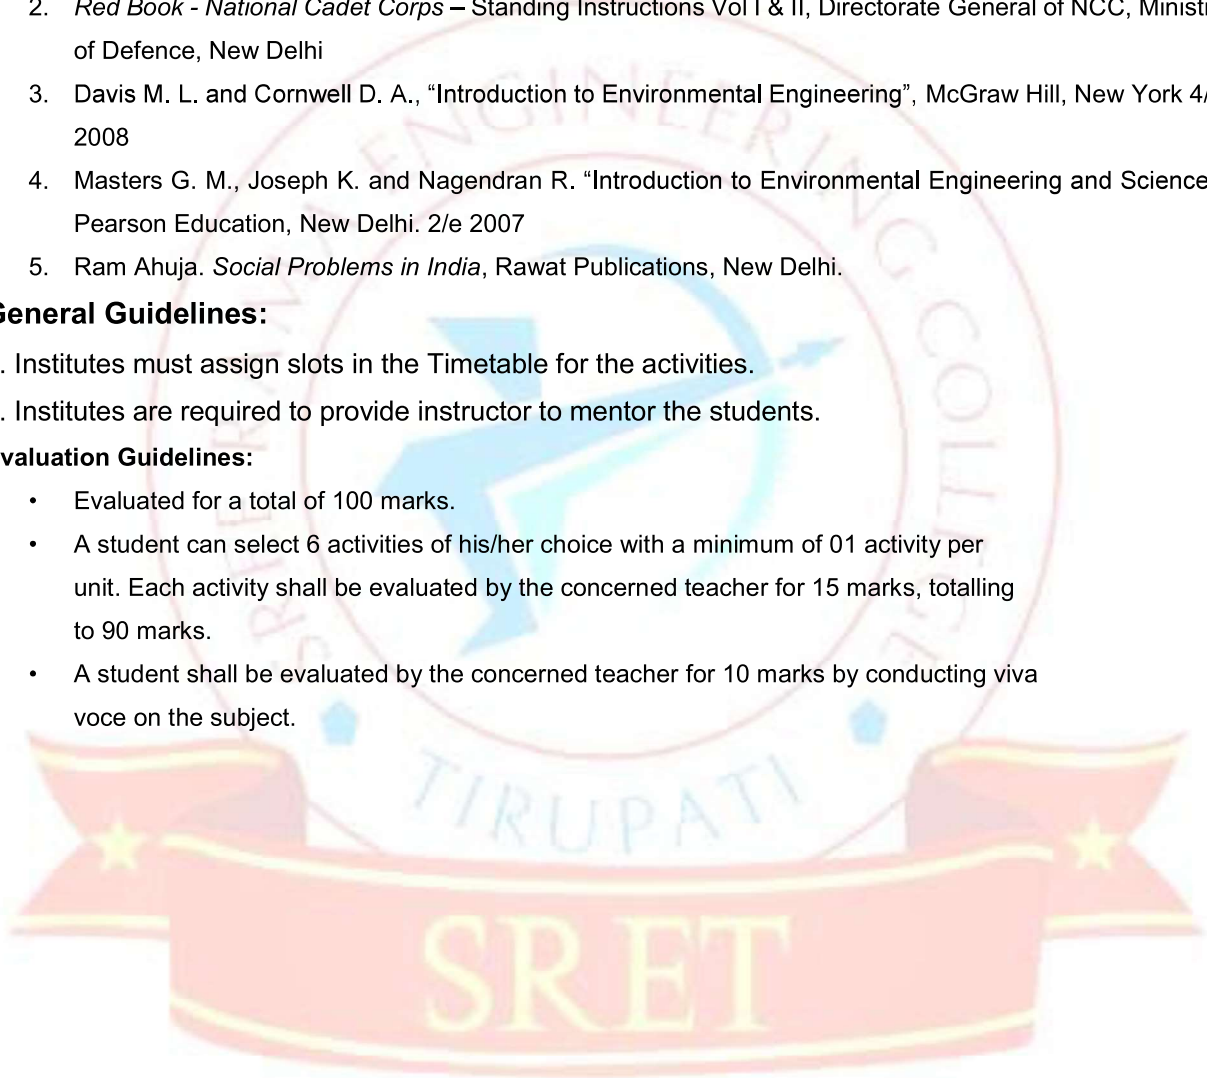 2. Red Book - National Cadet Corps – Standing Instructions Vol I & II, Directorate General of NCC,
of Defence, New Delhi
3. Davis M. L. and Cornwell D. A., “Introduction to Environmental Engineering”, McGraw Hill, New York 4/
2008
4. Masters G. M., Joseph K. and Nagendran R. “Introduction to Environmental Engineering and Science
Pearson Education, New Delhi. 2/e 2007
5. Ram Ahuja. Social Problems in India, Rawat Publications, New Delhi.
General Guidelines:
. Institutes must assign slots in the Timetable for the activities.
. Institutes are required to provide instructor to mentor the students.
valuation Guidelines:
• Evaluated for a total of 100 marks.
• A student can select 6 activities of his/her choice with a minimum of 01 activity per
unit. Each activity shall be evaluated by the concerned teacher for 15 marks, totalling
to 90 marks.
• A student shall be evaluated by the concerned teacher for 10 marks by conducting viva
voce on the subject.
SREE RAMA ENGINEERING COLLEGE
TIRUPATI
SRET